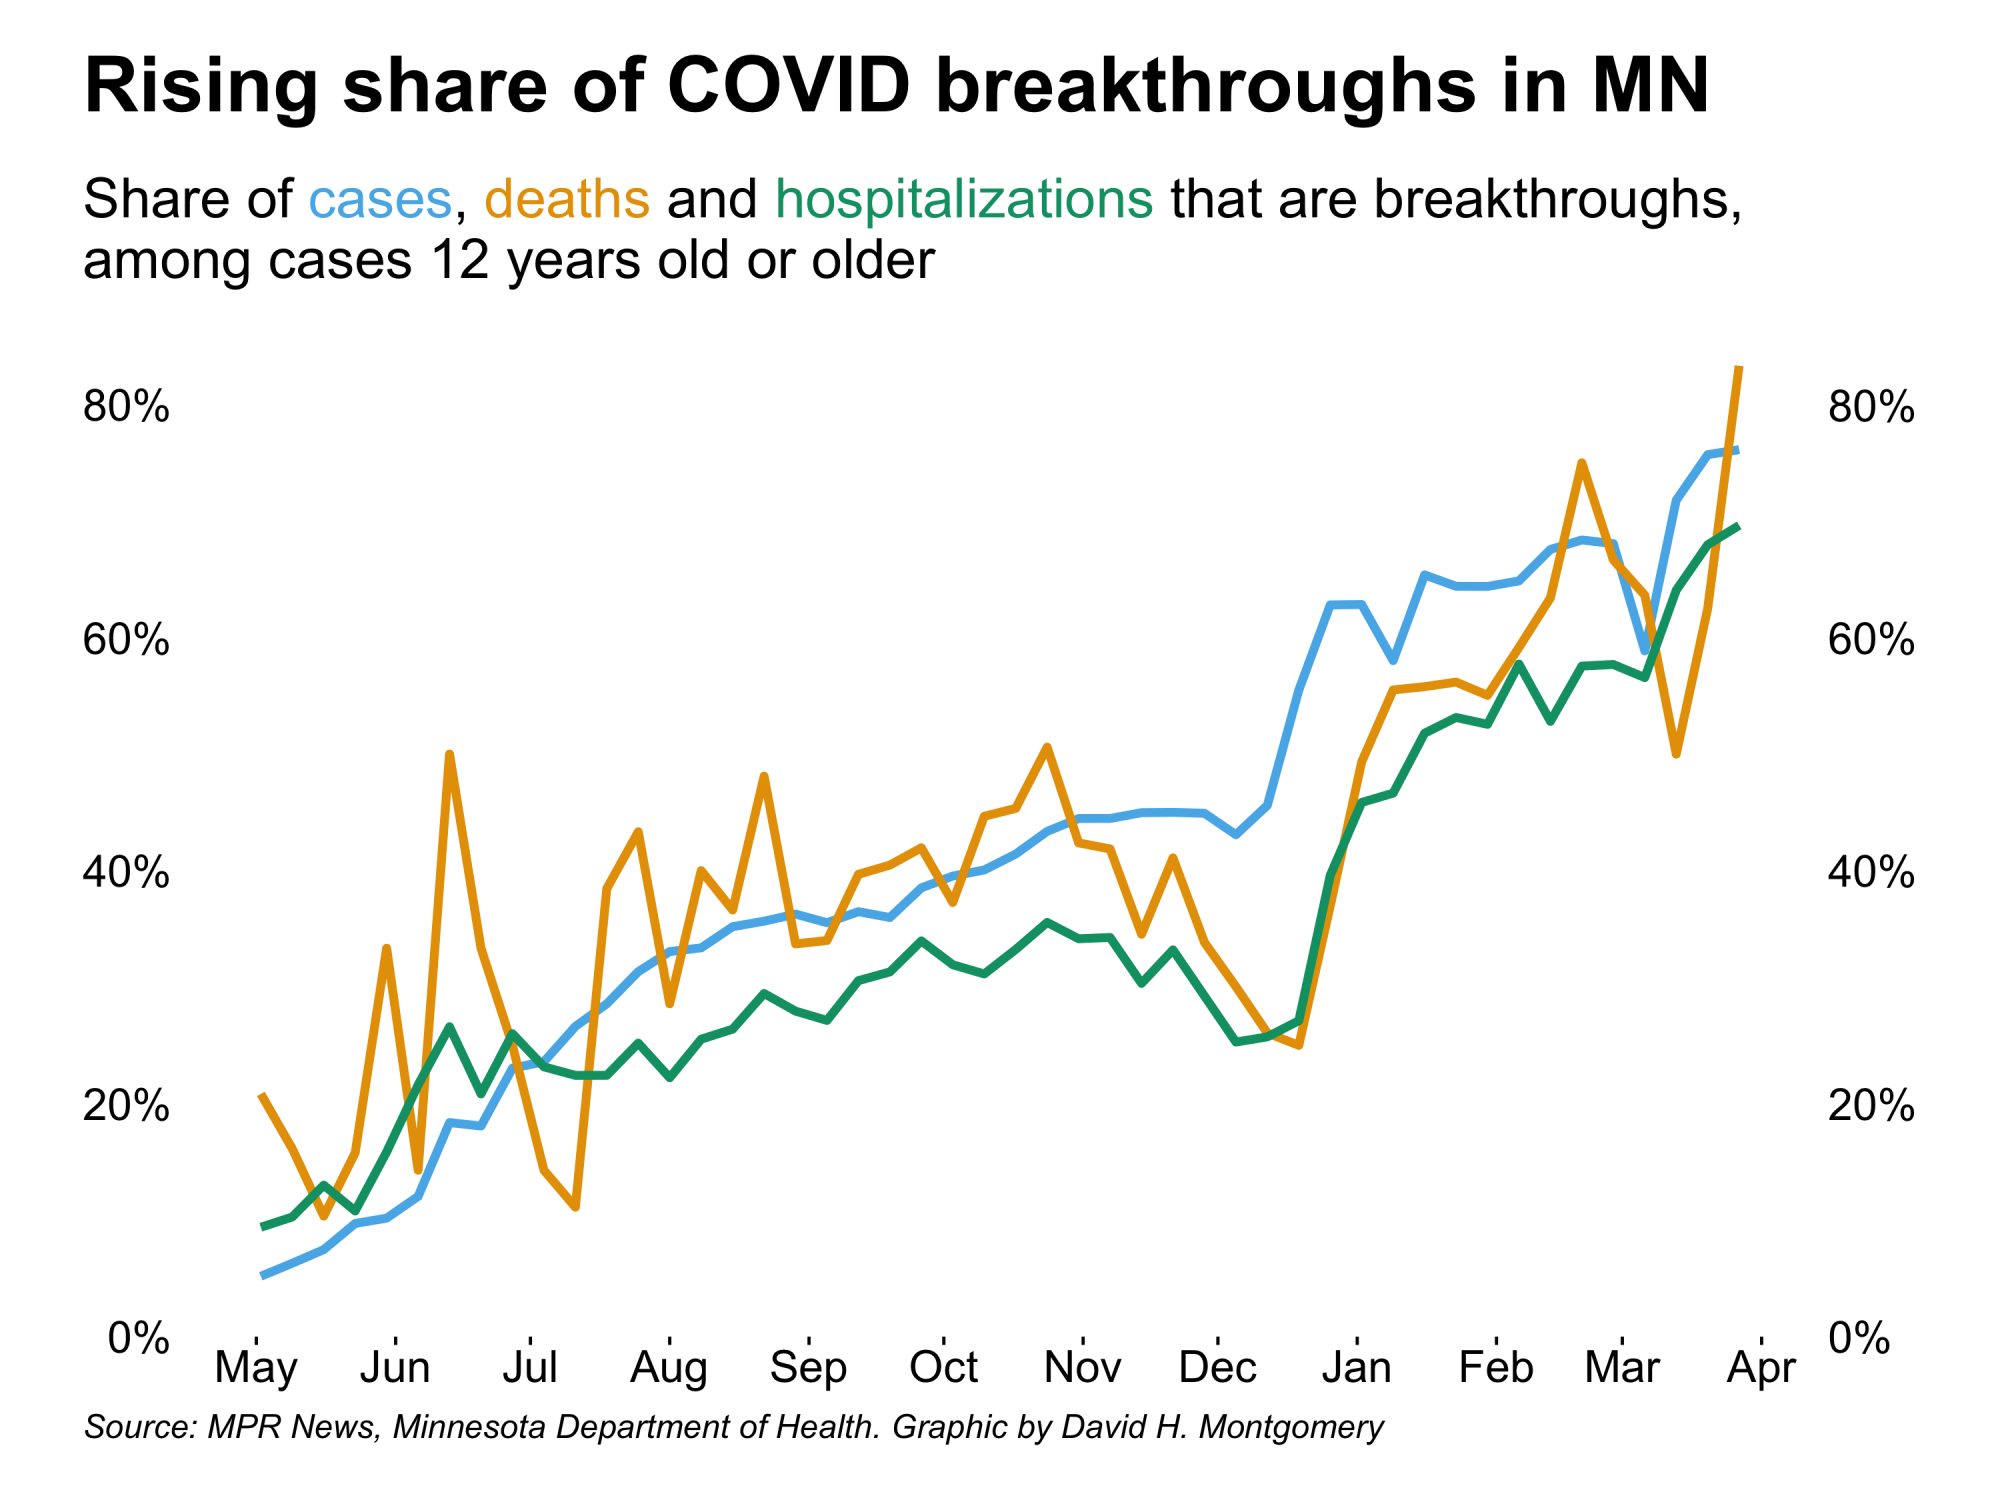 Rising share of COVID breakthroughs in MN
Share of cases, deaths and hospitalizations that are breakthroughs,
among cases 12 years old or older
80% 80%
60% 60%
40% 40%
20% 20%
0% 0%
May Jun Jul Aug Sep Oct Nov Dec Jan Feb Mar Apr
Source: MPR News, Minnesota Department of Health. Graphic by David H. Montgomery